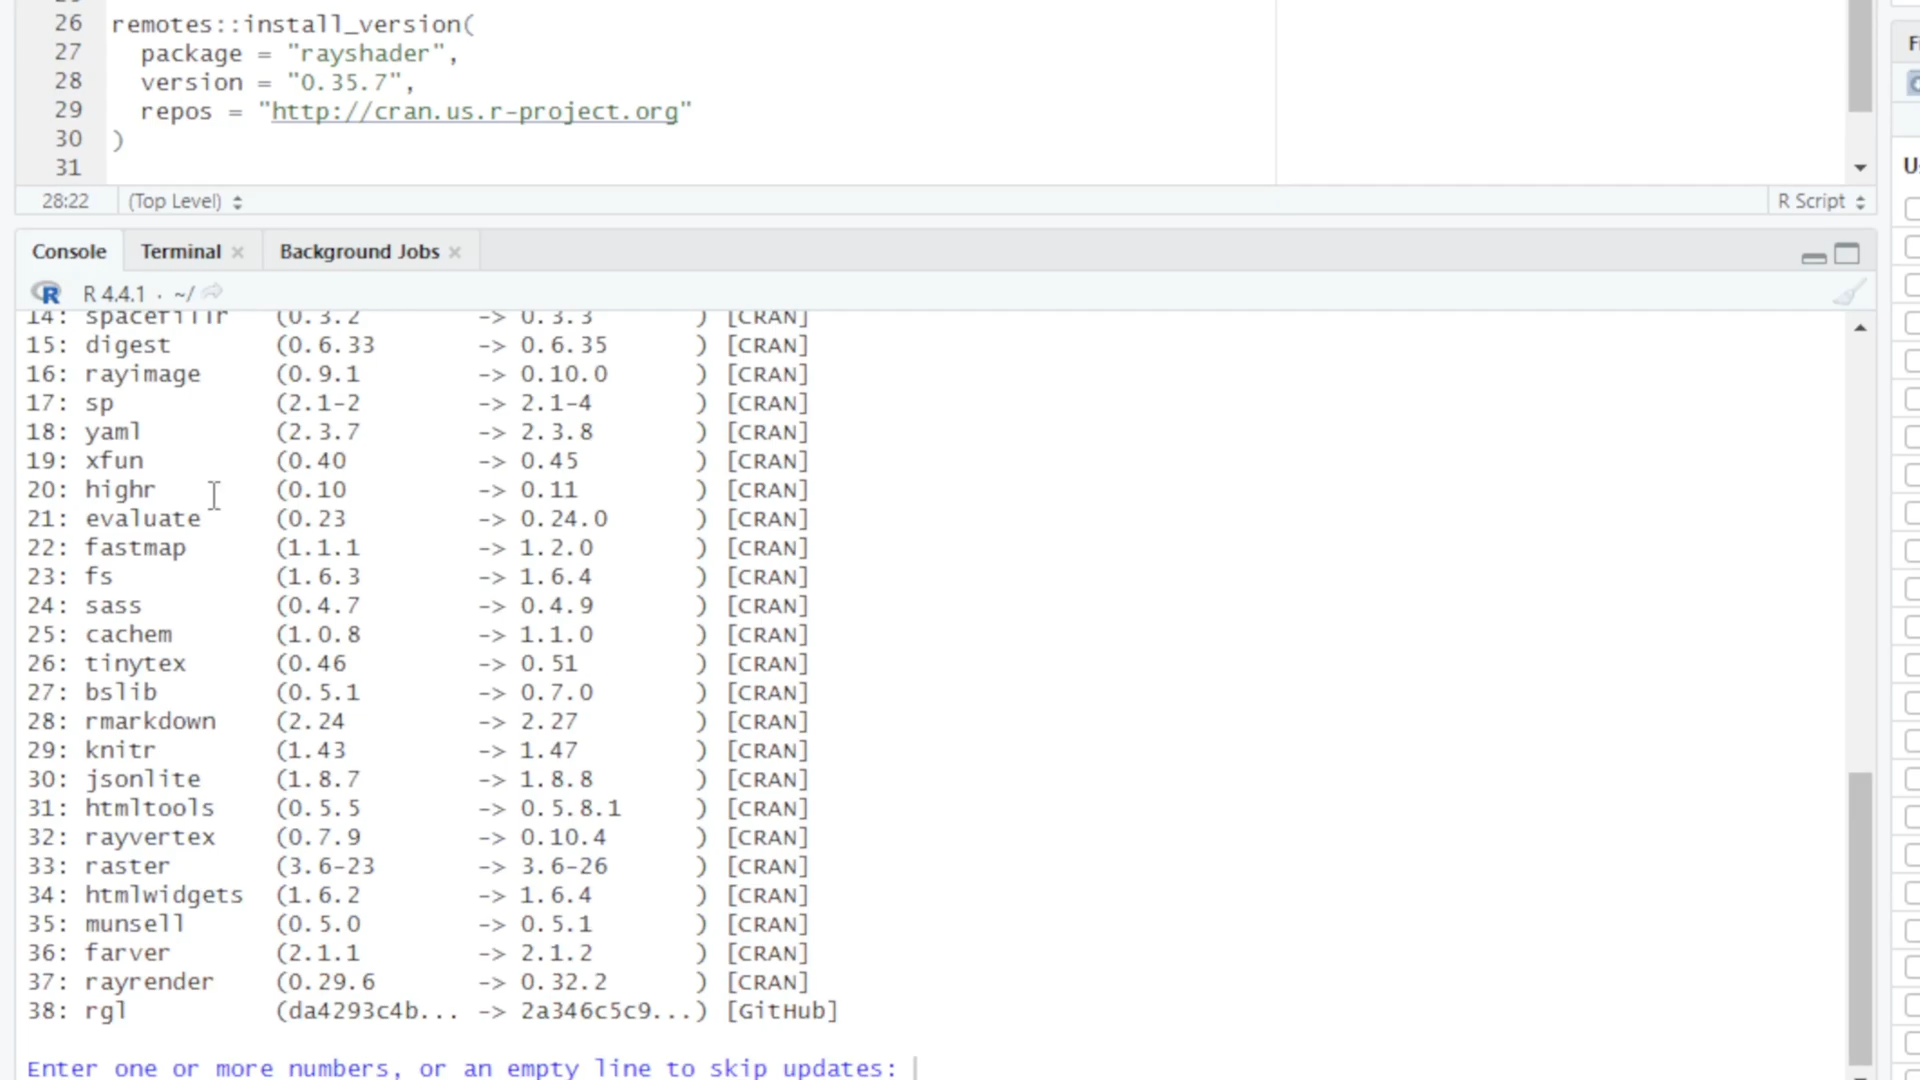 26 remotes::install_version(
27 package = "rayshader",
28 version = "0.35.7",
29 repos = "http://cran.us.r-project.org"
30 )
31
28:22 (Top Level) R Script
Console Terminal Background Jobs
R 4.4.1 · ~/
14: spacefillr (0.3.2 -> 0.3.3 ) [CRAN]
15: digest (0.6.33 -> 0.6.35 ) [CRAN]
16: rayimage (0.9.1 -> 0.10.0 ) [CRAN]
17: sp (2.1-2 -> 2.1-4 ) [CRAN]
18: yaml (2.3.7 -> 2.3.8 ) [CRAN]
19: xfun (0.40 -> 0.45 ) [CRAN]
20: highr (0.10 -> 0.11 ) [CRAN]
21: evaluate (0.23 -> 0.24.0 ) [CRAN]
22: fastmap (1.1.1 -> 1.2.0 ) [CRAN]
23: fs (1.6.3 -> 1.6.4 ) [CRAN]
24: sass (0.4.7 -> 0.4.9 ) [CRAN]
25: cachem (1.0.8 -> 1.1.0 ) [CRAN]
26: tinytex (0.46 -> 0.51 ) [CRAN]
27: bslib (0.5.1 -> 0.7.0 ) [CRAN]
28: rmarkdown (2.24 -> 2.27 ) [CRAN]
29: knitr (1.43 -> 1.47 ) [CRAN]
30: jsonlite (1.8.7 -> 1.8.8 ) [CRAN]
31: htmltools (0.5.5 -> 0.5.8.1 ) [CRAN]
32: rayvertex (0.7.9 -> 0.10.4 ) [CRAN]
33: raster (3.6-23 -> 3.6-26 ) [CRAN]
34: htmlwidgets (1.6.2 -> 1.6.4 ) [CRAN]
35: munsell (0.5.0 -> 0.5.1 ) [CRAN]
36: farver (2.1.1 -> 2.1.2 ) [CRAN]
37: rayrender (0.29.6 -> 0.32.2 ) [CRAN]
38: rgl (da4293c4b... -> 2a346c5c9...) [GitHub]
Enter one or more numbers, or an empty line to skip updates: